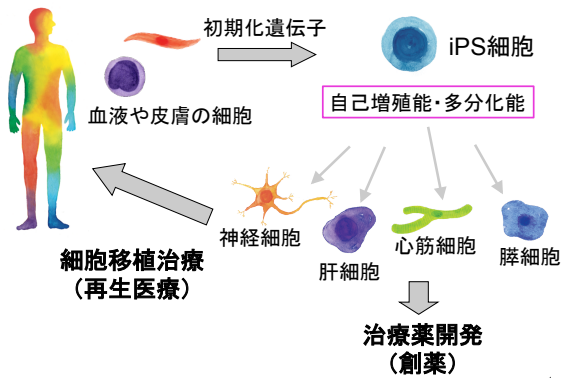 初期化遺伝子
iPS細胞
血液や皮膚の細胞
自己増殖能・多分化能
神経細胞
肝細胞
心筋細胞
膵細胞
細胞移植治療
（再生医療）
治療薬開発
（創薬）